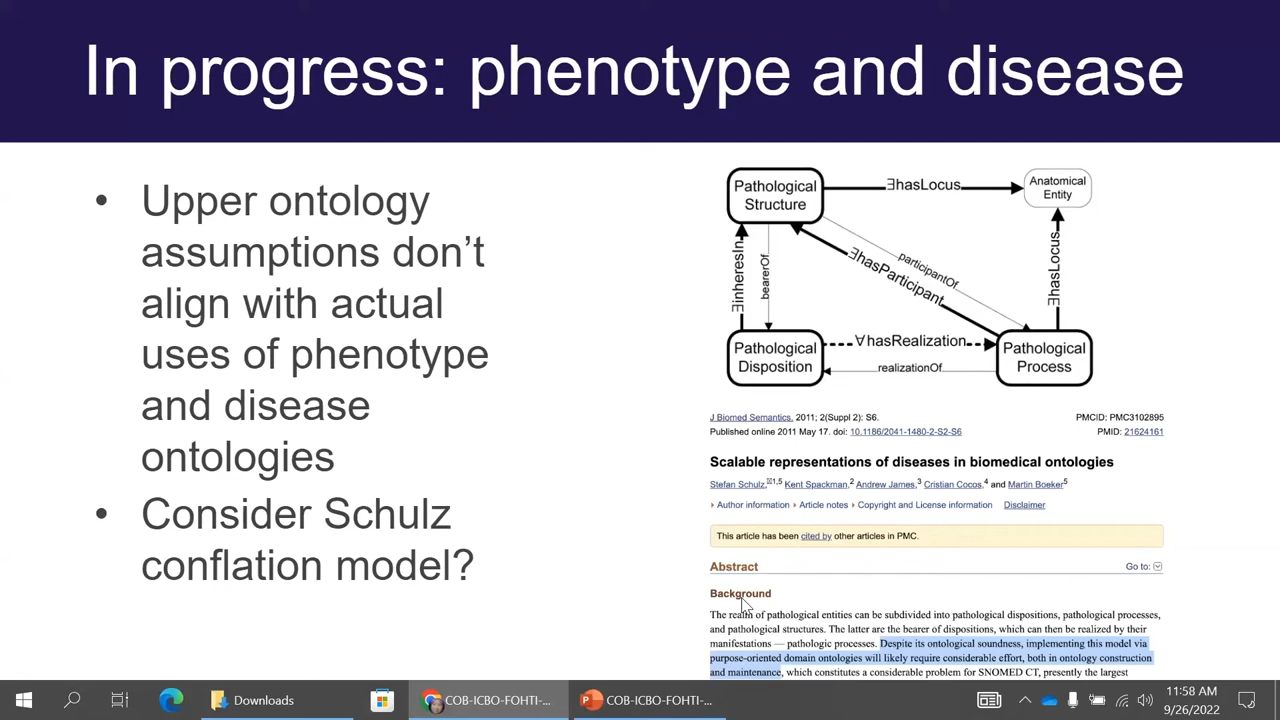 In progress: phenotype and disease
• Upper ontology
assumptions don’t
align with actual
uses of phenotype
and disease
ontologies
• Consider Schulz
conflation model?
Pathological
Structure
∃hasLocus
Anatomical
Entity
∃inheresIn
bearerOf
∃hasParticipant
participantOf
∃hasLocus
Pathological
Disposition
∀hasRealization
realizationOf
Pathological
Process
J Biomed Semantics. 2011; 2(Suppl 2): S6. PMCID: PMC3102895
Published online 2011 May 17. doi: 10.1186/2041-1480-2-S2-S6 PMID: 21624161
Scalable representations of diseases in biomedical ontologies
Stefan Schulz,✉1,5 Kent Spackman,2 Andrew James,3 Cristian Cocos,4 and Martin Boeker5
▸ Author information ▸ Article notes ▸ Copyright and License information Disclaimer
This article has been cited by other articles in PMC.
Abstract Go to:
Background
The realm of pathological entities can be subdivided into pathological dispositions, pathological processes,
and pathological structures. The latter are the bearer of dispositions, which can then be realized by their
manifestations — pathologic processes. Despite its ontological soundness, implementing this model via
purpose-oriented domain ontologies will likely require considerable effort, both in ontology construction
and maintenance, which constitutes a considerable problem for SNOMED CT, presently the largest
Downloads
COB-ICBO-FOHTI-...
COB-ICBO-FOHTI-...
11:58 AM
9/26/2022